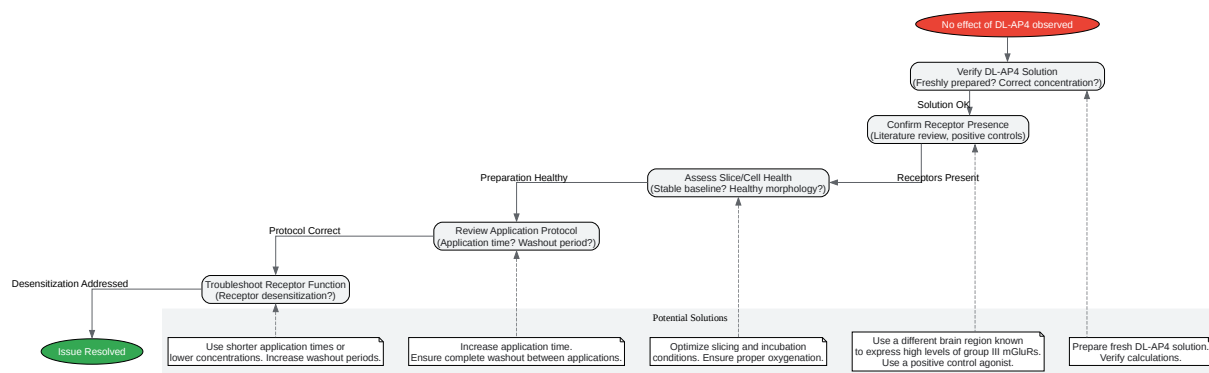 No effect of DL-AP4 observed
Verify DL-AP4 Solution
(Freshly prepared? Correct concentration?)
Solution OK
Confirm Receptor Presence
(Literature review, positive controls)
Receptors Present
Assess Slice/Cell Health
(Stable baseline? Healthy morphology?)
Preparation Healthy
Review Application Protocol
(Application time? Washout period?)
Protocol Correct
Troubleshoot Receptor Function
(Receptor desensitization?)
Desensitization Addressed
Issue Resolved
Potential Solutions
Use shorter application times or
lower concentrations. Increase washout periods.
Increase application time.
Ensure complete washout between applications.
Optimize slicing and incubation
conditions. Ensure proper oxygenation.
Use a different brain region known
to express high levels of group III mGluRs.
Use a positive control agonist.
Prepare fresh DL-AP4 solution.
Verify calculations.